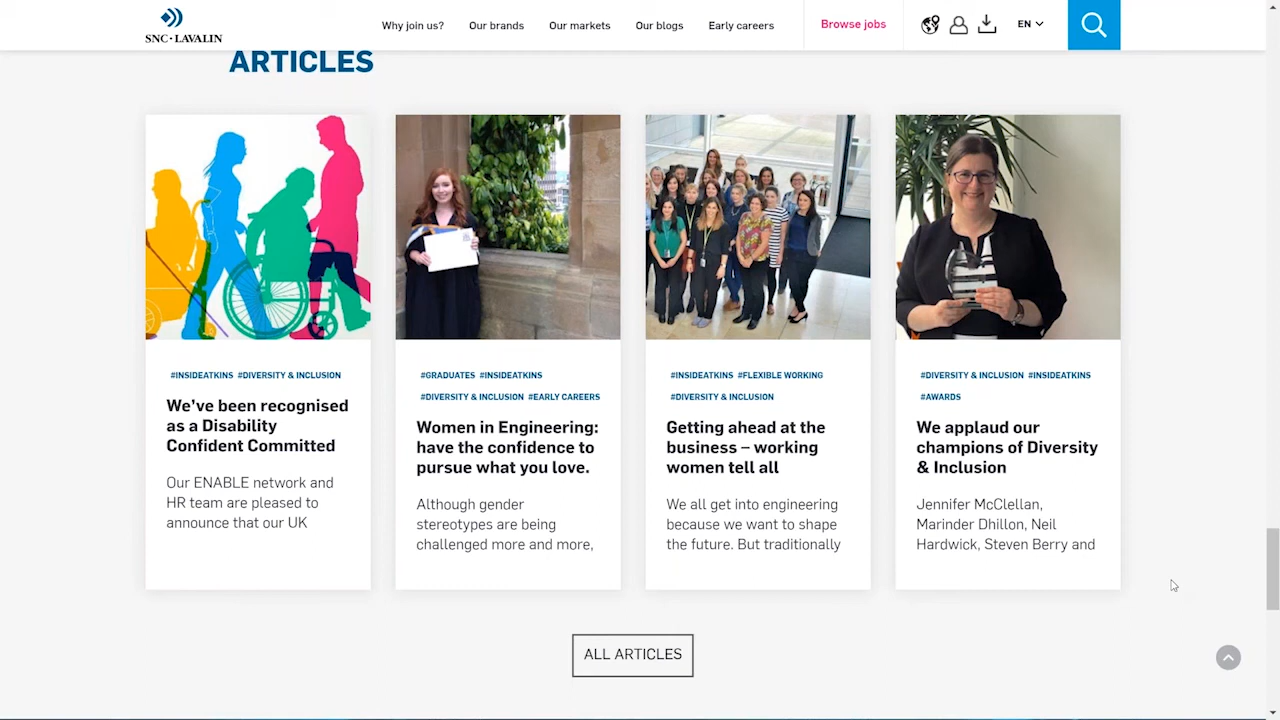 SNC·LAVALIN
Why join us?
Our brands
Our markets
Our blogs
Early careers
Browse jobs
EN
ARTICLES
#INSIDEATKINS #DIVERSITY & INCLUSION
We’ve been recognised
as a Disability
Confident Committed
Our ENABLE network and
HR team are pleased to
announce that our UK
#GRADUATES #INSIDEATKINS
#DIVERSITY & INCLUSION #EARLY CAREERS
Women in Engineering:
have the confidence to
pursue what you love.
Although gender
stereotypes are being
challenged more and more,
#INSIDEATKINS #FLEXIBLE WORKING
#DIVERSITY & INCLUSION
Getting ahead at the
business – working
women tell all
We all get into engineering
because we want to shape
the future. But traditionally
#DIVERSITY & INCLUSION #INSIDEATKINS
#AWARDS
We applaud our
champions of Diversity
& Inclusion
Jennifer McClellan,
Marinder Dhillon, Neil
Hardwick, Steven Berry and
ALL ARTICLES